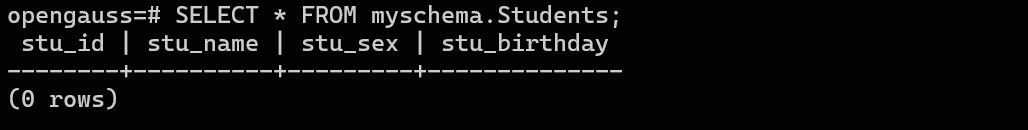 opengauss=# SELECT * FROM myschema.Students;
 stu_id | stu_name | stu_sex | stu_birthday
--------+----------+---------+--------------
(0 rows)